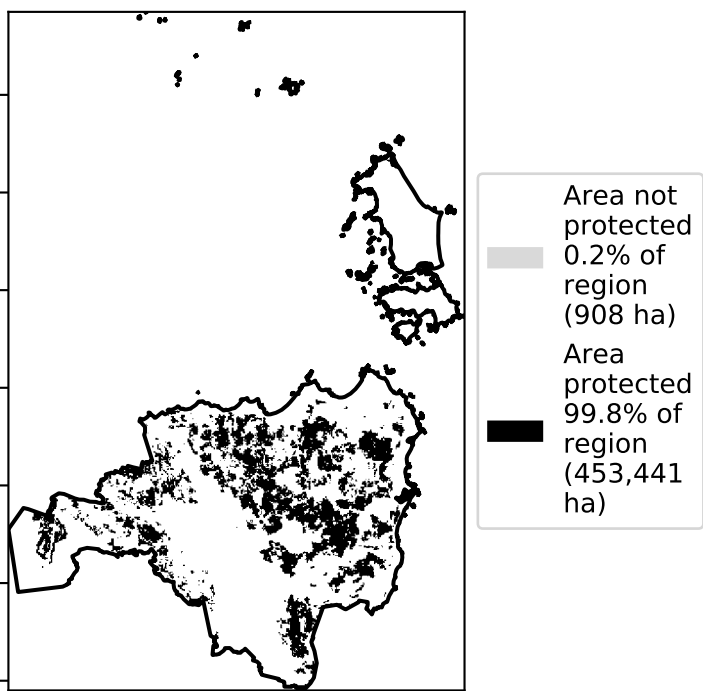 Area not
protected
0.2% of
region
(908 ha)
Area
protected
99.8% of
region
(453,441
ha)